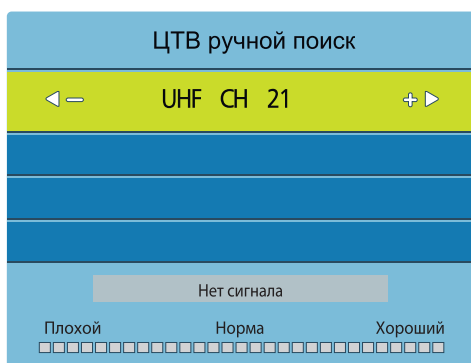 ЦТВ ручной поиск
UHF CH 21
Нет сигнала
Плохой Норма Хороший